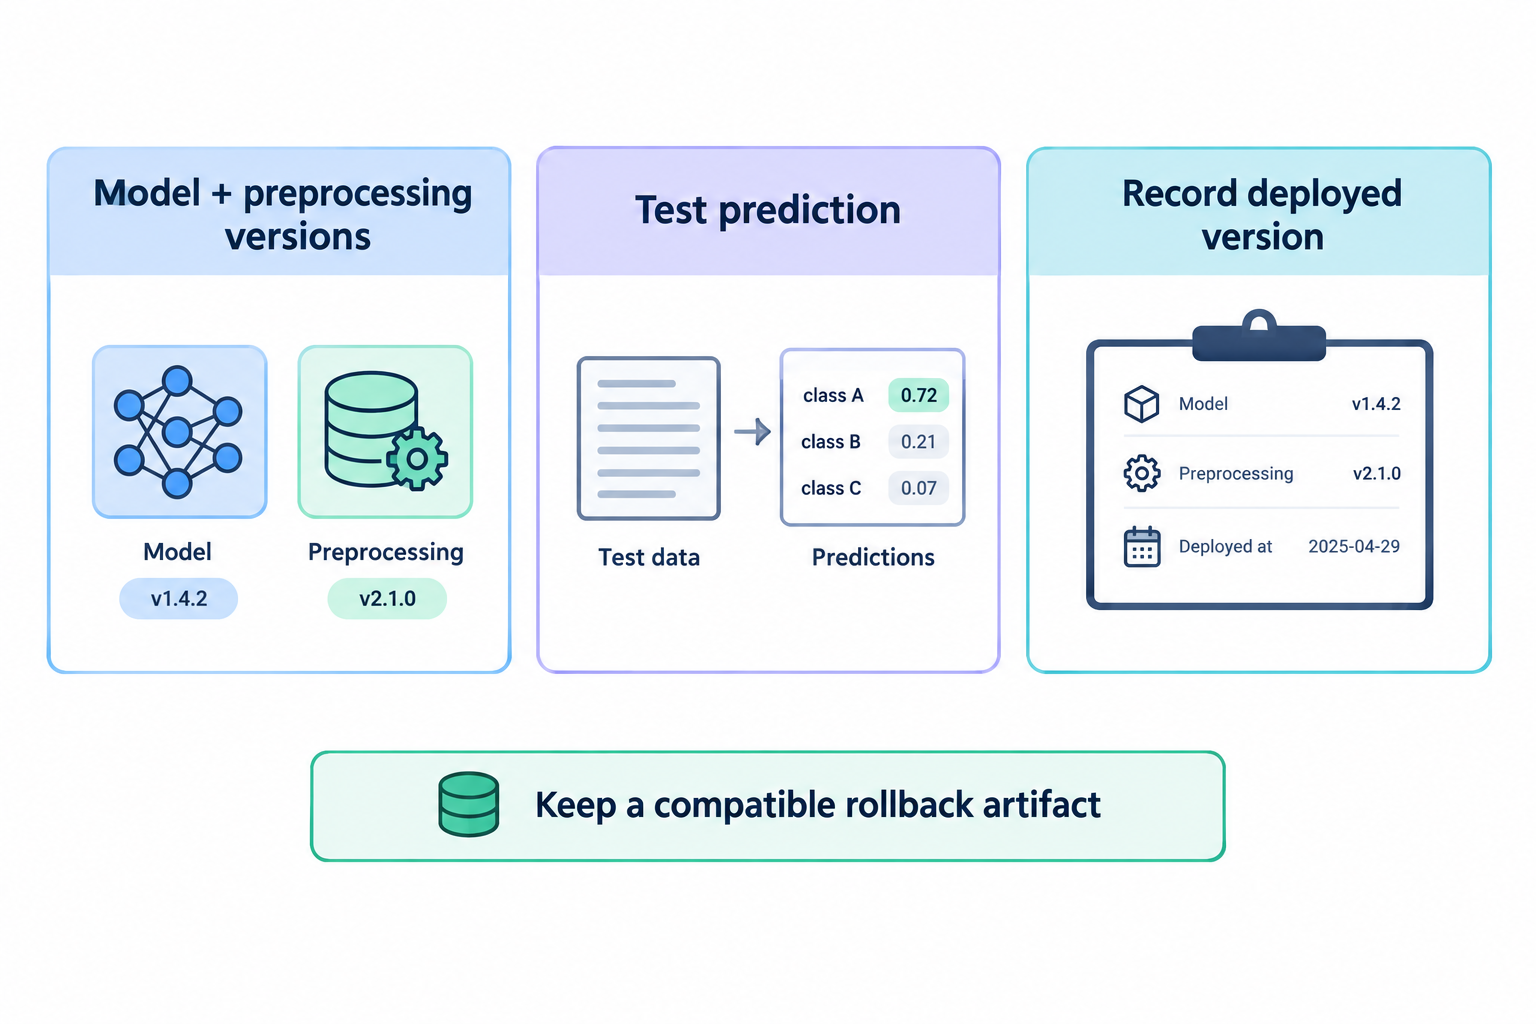 Model + preprocessing
versions
Model
Preprocessing
v1.4.2
v2.1.0
Test prediction
class A 0.72
class B 0.21
class C 0.07
Test data
Predictions
Record deployed
version
Model v1.4.2
Preprocessing v2.1.0
Deployed at 2025-04-29
Keep a compatible rollback artifact